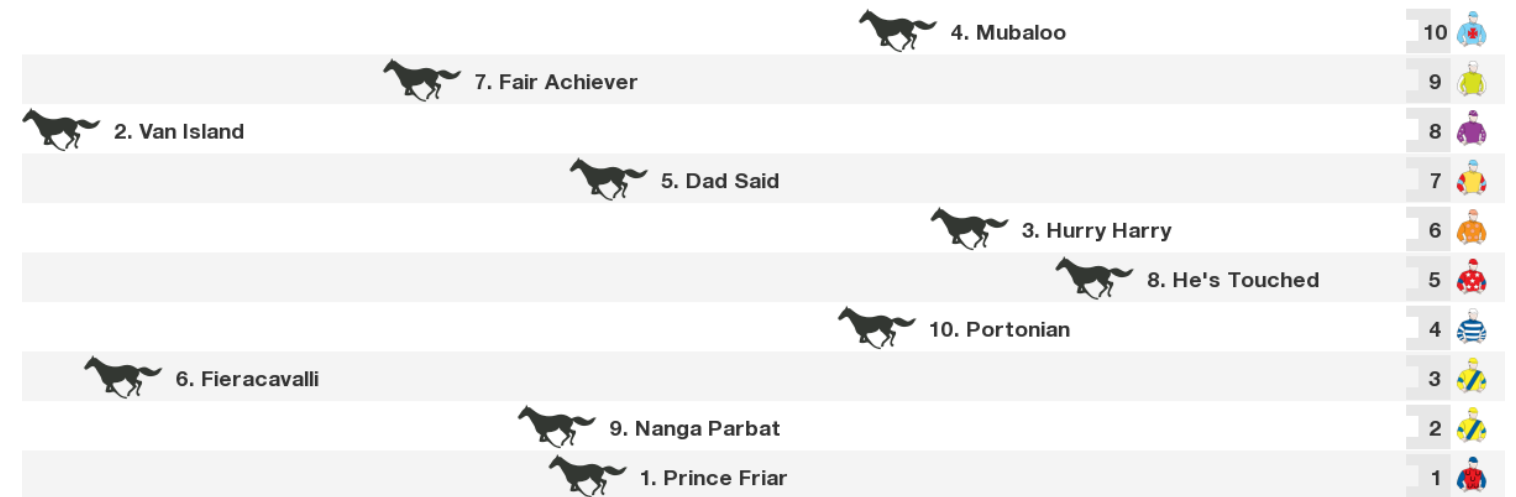 4. Mubaloo 10
7. Fair Achiever 9
2. Van Island 8
5. Dad Said 7
3. Hurry Harry 6
8. He's Touched 5
10. Portonian 4
6. Fieracavalli 3
9. Nanga Parbat 2
1. Prince Friar 1